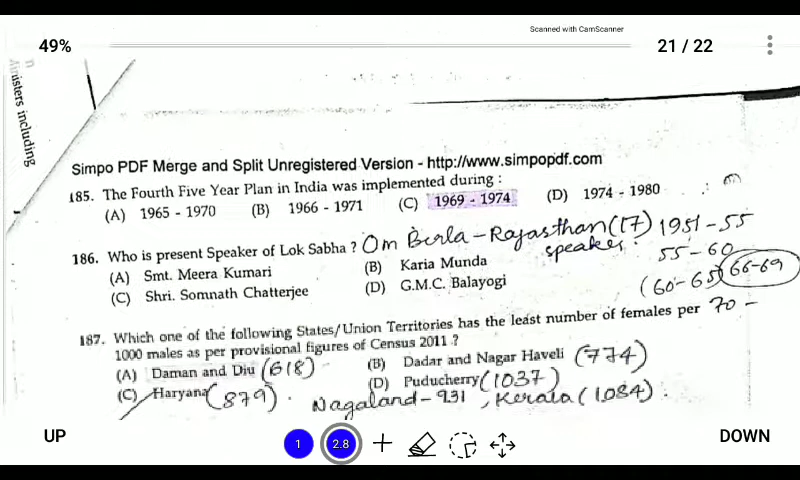 Scanned with CamScanner
49%
21 / 22
inisters including
Simpo PDF Merge and Split Unregistered Version - http://www.simpopdf.com
185. The Fourth Five Year Plan in India was implemented during :
(A) 1965 - 1970 (B) 1966 - 1971 (C) 1969 - 1974 (D) 1974 - 1980
186. Who is present Speaker of Lok Sabha ? Om Berla - Rajasthan (17) 1951 - 55
speaker. 55 - 60
(A) Smt. Meera Kumari (B) Karia Munda
(60 - 65) 66-69
(C) Shri. Somnath Chatterjee (D) G.M.C. Balayogi
70 -
187. Which one of the following States/Union Territories has the least number of females per
1000 males as per provisional figures of Census 2011 ?
(A) Daman and Diu (618) (B) Dadar and Nagar Haveli (774)
(C) Haryana (879). (D) Puducherry (1037)
Nagaland - 931, Kerala (1084).
UP
1
2.8
DOWN